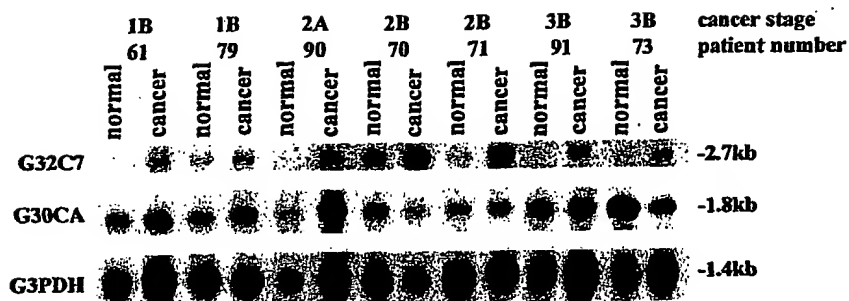 1B 1B 2A 2B 2B 3B 3B cancer stage
61 79 90 70 71 91 73 patient number
normal cancer normal cancer normal cancer normal cancer normal cancer normal cancer normal cancer
G32C7 -2.7kb
G30CA -1.8kb
G3PDH -1.4kb